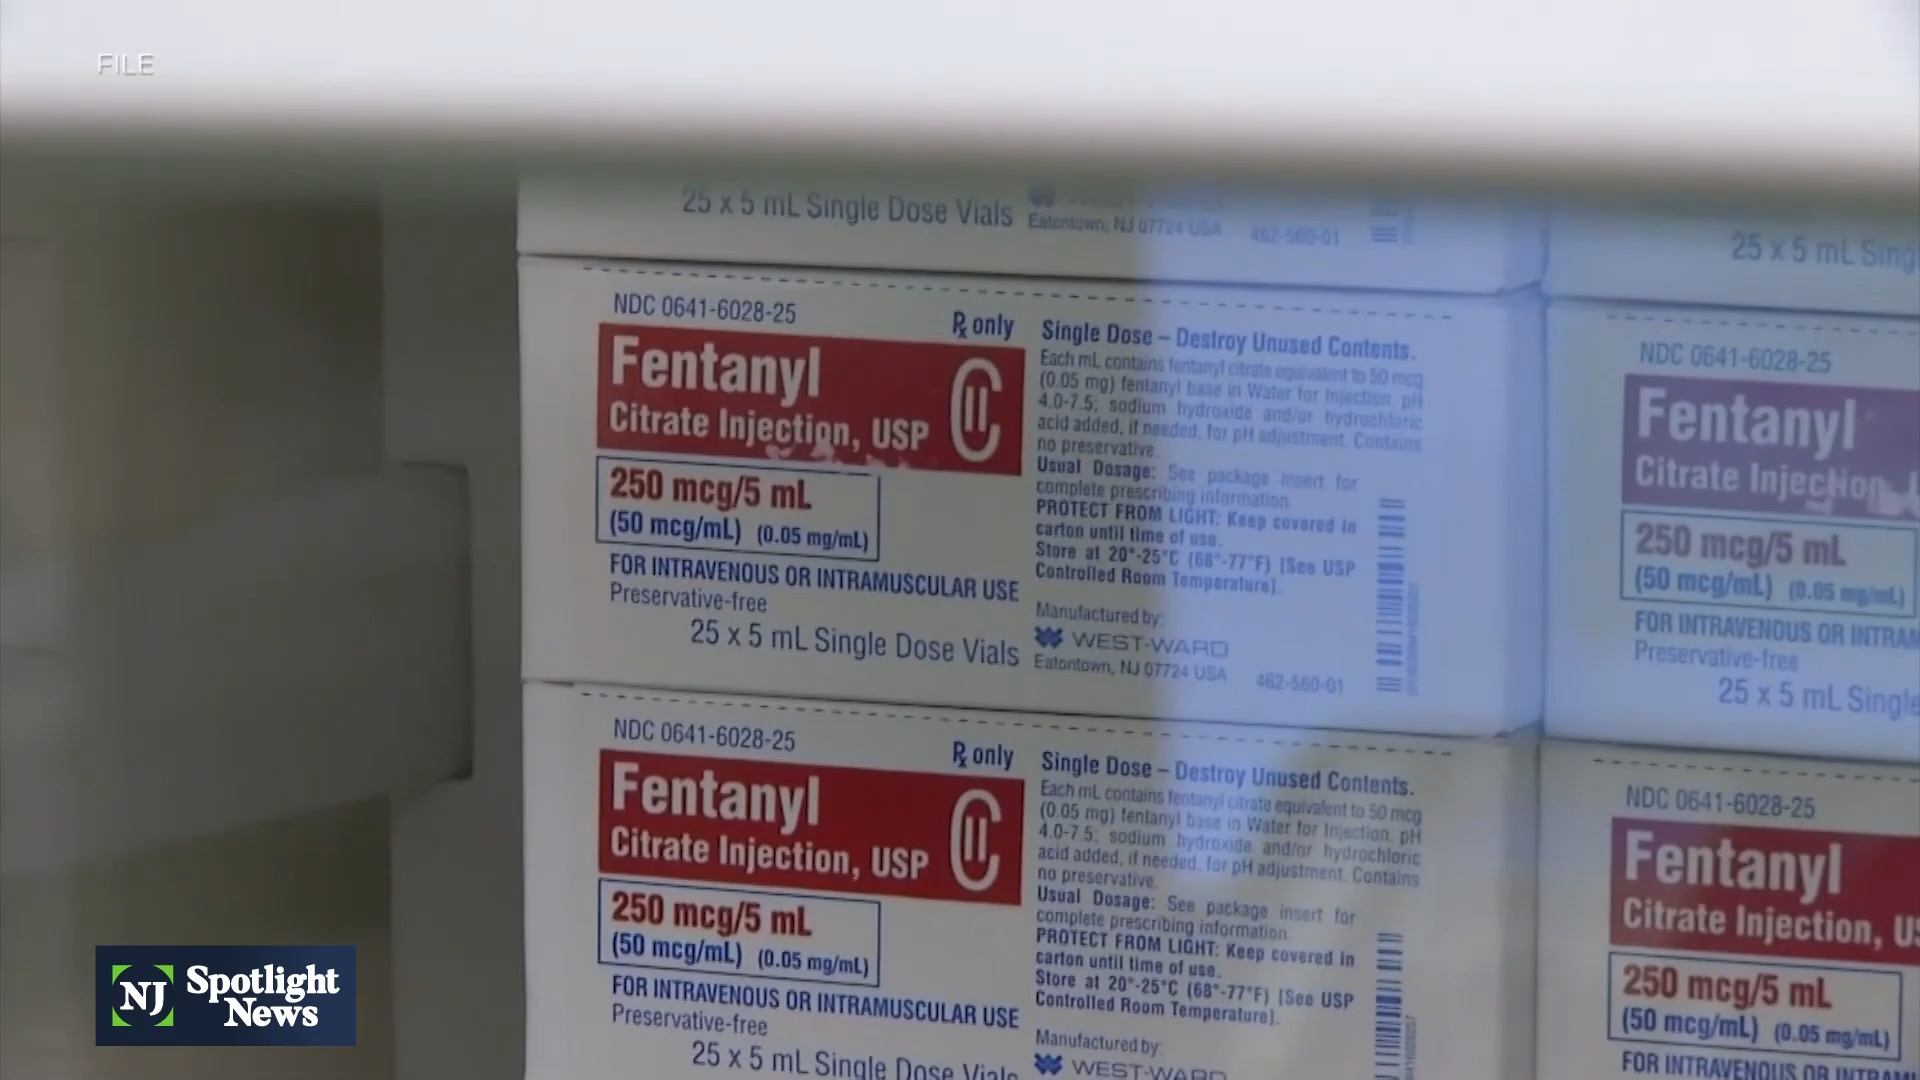 FILE
25 x 5 mL Single Dose Vials
Eatontown, NJ 07724 USA 462-560-01
25 x 5 mL Sing
NDC 0641-6028-25
Rx only
Fentanyl
Citrate Injection, USP
CII
250 mcg/5 mL
(50 mcg/mL) (0.05 mg/mL)
FOR INTRAVENOUS OR INTRAMUSCULAR USE
Preservative-free
25 x 5 mL Single Dose Vials
Single Dose – Destroy Unused Contents.
Each mL contains fentanyl citrate equivalent to 50 mcg
(0.05 mg) fentanyl base in Water for Injection. pH
4.0-7.5; sodium hydroxide and/or hydrochloric
acid added, if needed, for pH adjustment. Contains
no preservative.
Usual Dosage: See package insert for
complete prescribing information.
PROTECT FROM LIGHT: Keep covered in
carton until time of use.
Store at 20°-25°C (68°-77°F) [See USP
Controlled Room Temperature].
Manufactured by:
WEST-WARD
Eatontown, NJ 07724 USA 462-560-01
NDC 0641-6028-25
Fentanyl
Citrate Injection,
250 mcg/5 mL
(50 mcg/mL) (0.05 mg/mL)
FOR INTRAVENOUS OR INTRAM
Preservative-free
25 x 5 mL Single
NDC 0641-6028-25
Rx only
Fentanyl
Citrate Injection, USP
CII
250 mcg/5 mL
(50 mcg/mL) (0.05 mg/mL)
FOR INTRAVENOUS OR INTRAMUSCULAR USE
Preservative-free
25 x 5 mL Single Dose Vials
Single Dose – Destroy Unused Contents.
Each mL contains fentanyl citrate equivalent to 50 mcg
(0.05 mg) fentanyl base in Water for Injection. pH
4.0-7.5; sodium hydroxide and/or hydrochloric
acid added, if needed, for pH adjustment. Contains
no preservative.
Usual Dosage: See package insert for
complete prescribing information.
PROTECT FROM LIGHT: Keep covered in
carton until time of use.
Store at 20°-25°C (68°-77°F) [See USP
Controlled Room Temperature].
Manufactured by:
WEST-WARD
NDC 0641-6028-25
Fentanyl
Citrate Injection, US
250 mcg/5 mL
(50 mcg/mL) (0.05 mg/mL)
FOR INTRAVENOUS OR INTRAM
NJ Spotlight
News